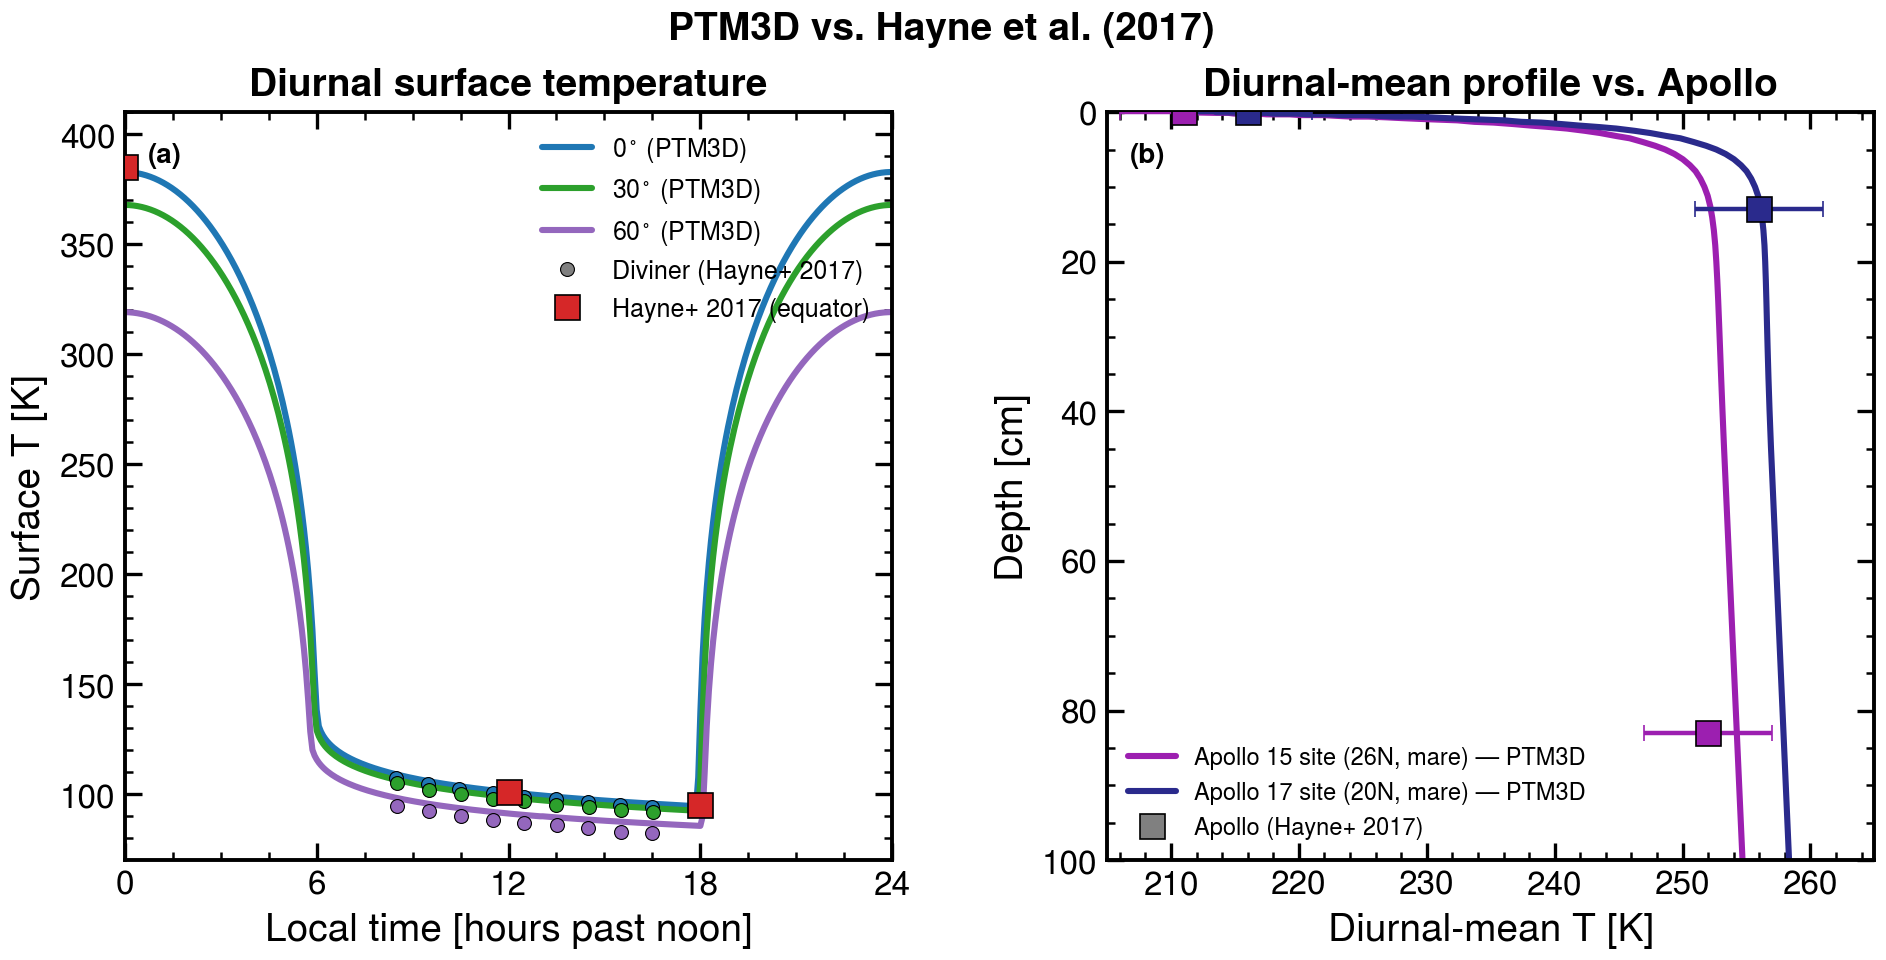 PTM3D vs. Hayne et al. (2017)
Diurnal surface temperature
(a)
0° (PTM3D)
30° (PTM3D)
60° (PTM3D)
Diviner (Hayne+ 2017)
Hayne+ 2017 (equator)
400
350
300
250
200
150
100
Surface T [K]
0 6 12 18 24
Local time [hours past noon]
Diurnal-mean profile vs. Apollo
(b)
0
20
40
60
80
100
Depth [cm]
Apollo 15 site (26N, mare) — PTM3D
Apollo 17 site (20N, mare) — PTM3D
Apollo (Hayne+ 2017)
210 220 230 240 250 260
Diurnal-mean T [K]